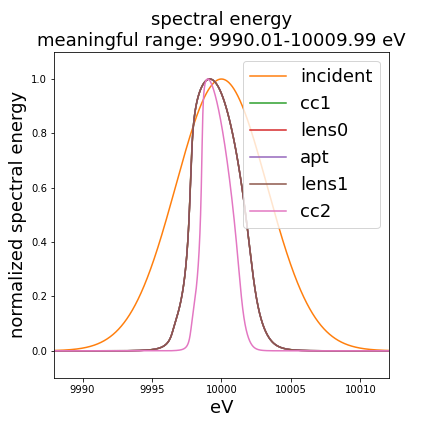 spectral energy
meaningful range: 9990.01-10009.99 eV
normalized spectral energy
1.0
0.8
0.6
0.4
0.2
0.0
incident
cc1
lens0
apt
lens1
cc2
9990 9995 10000 10005 10010
eV